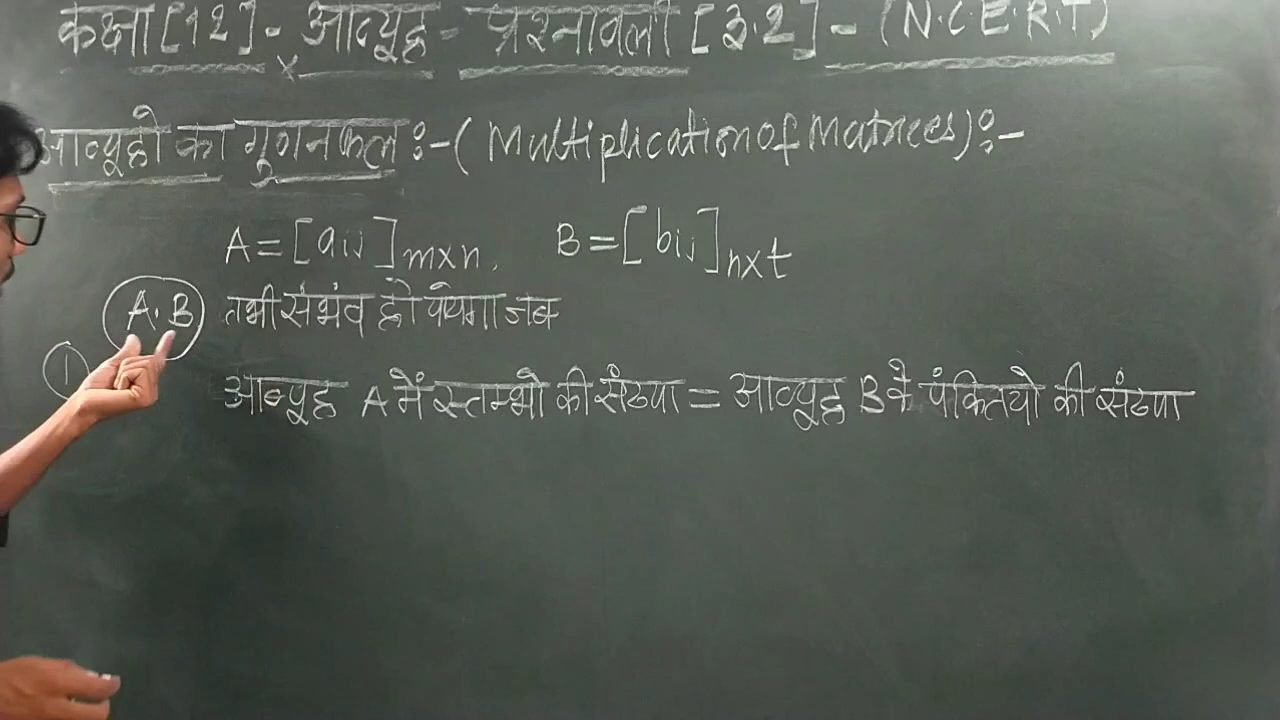 कक्षा [12] - आव्यूह - प्रश्नावली [3.2] - (N.C.E.R.T)
आव्यूहो का गुणनफल :- (Multiplication of Matrices) :-
A = [aij]m×n, B = [bij]n×t
A.B तभी संभंव हो पयेगा जब
① आव्यूह A में स्तम्भो की संख्या = आव्यूह B के पंक्तियो की संख्या